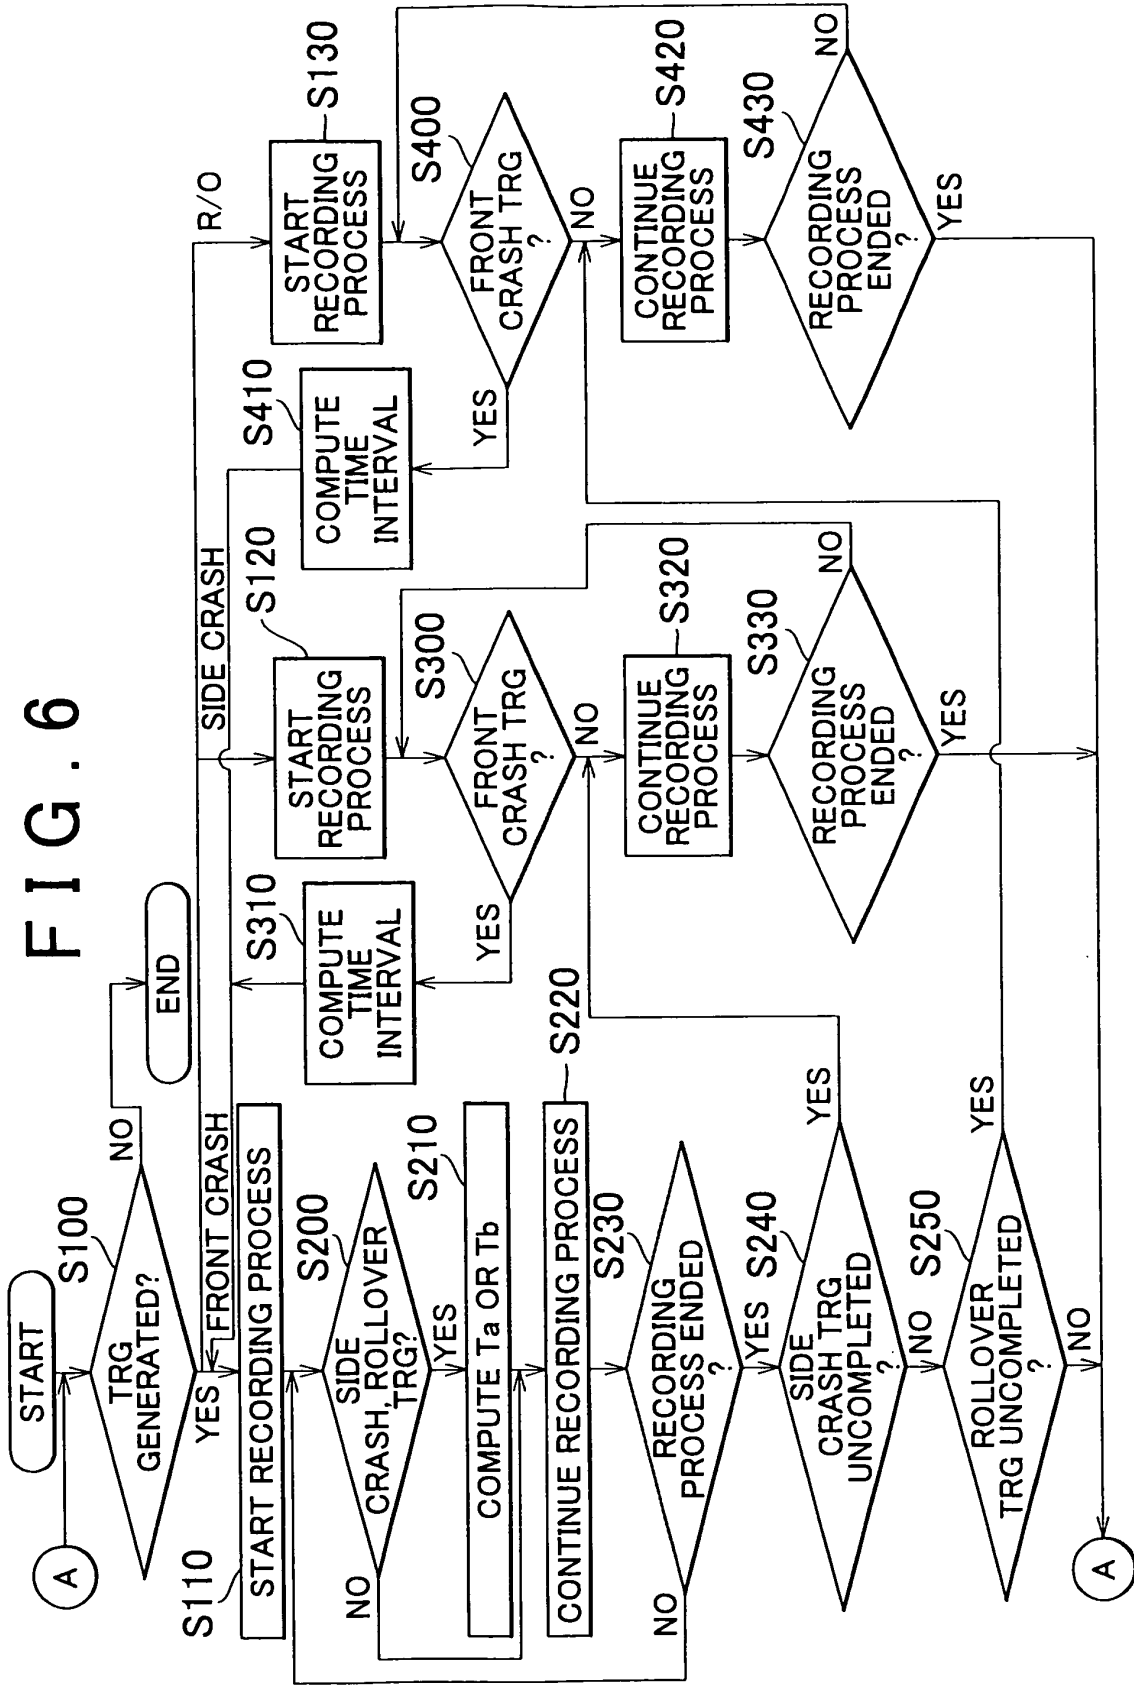 FIG. 6
START
A
S100
TRG
GENERATED?
NO
END
YES
FRONT CRASH
SIDE CRASH
R/O
S110
START RECORDING PROCESS
S200
SIDE
CRASH, ROLLOVER
TRG?
NO
YES
S210
COMPUTE Ta OR Tb
S220
CONTINUE RECORDING PROCESS
S230
RECORDING
PROCESS ENDED
?
NO
YES
S240
SIDE
CRASH TRG
UNCOMPLETED
?
YES
NO
S250
ROLLOVER
TRG UNCOMPLETED
?
YES
NO
A
S120
START
RECORDING
PROCESS
S300
FRONT
CRASH TRG
?
YES
NO
S310
COMPUTE
TIME
INTERVAL
S320
CONTINUE
RECORDING
PROCESS
S330
RECORDING
PROCESS
ENDED
?
NO
YES
S130
START
RECORDING
PROCESS
S400
FRONT
CRASH TRG
?
YES
NO
S410
COMPUTE
TIME
INTERVAL
S420
CONTINUE
RECORDING
PROCESS
S430
RECORDING
PROCESS
ENDED
?
NO
YES